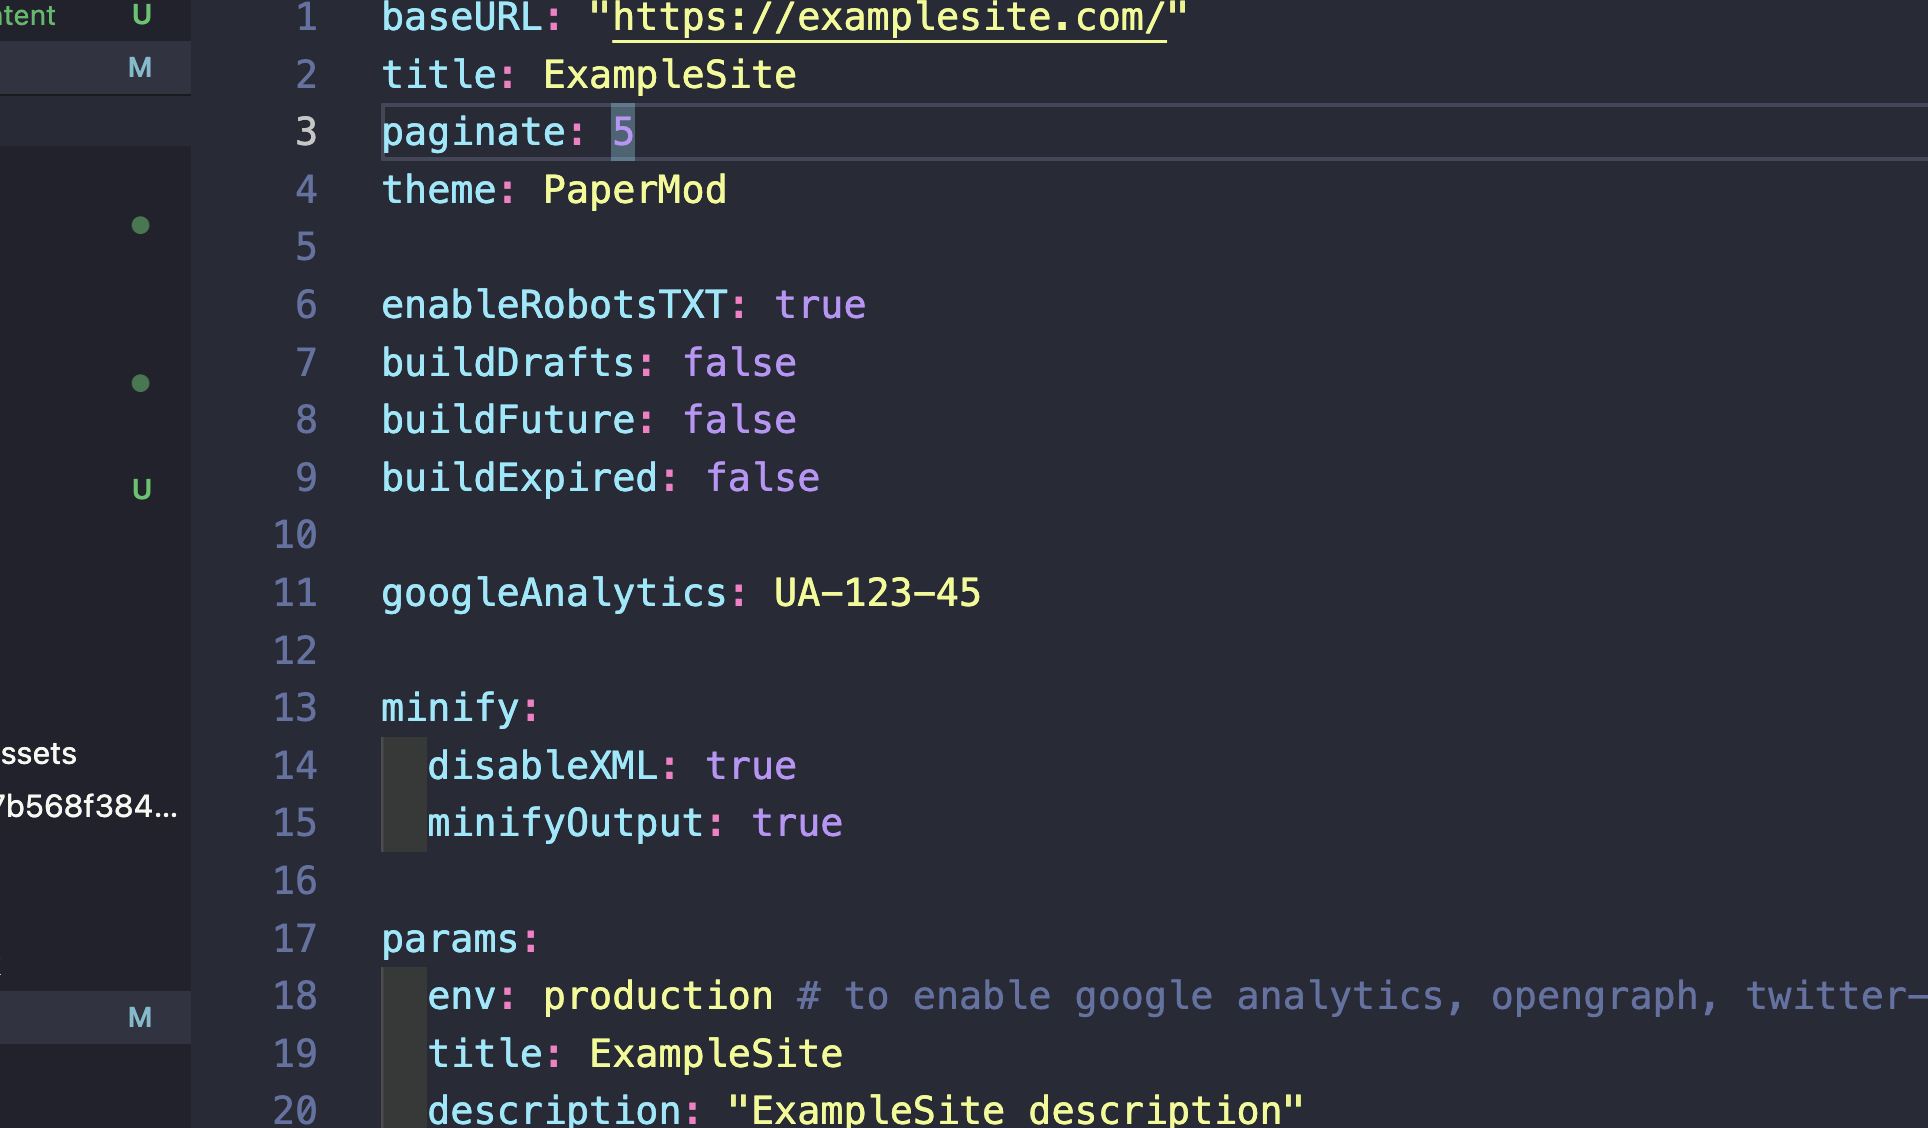 tent U
M
ssets
7b568f384...
U
M
1 baseURL: "https://examplesite.com/"
2 title: ExampleSite
3 paginate: 5
4 theme: PaperMod
5
6 enableRobotsTXT: true
7 buildDrafts: false
8 buildFuture: false
9 buildExpired: false
10
11 googleAnalytics: UA-123-45
12
13 minify:
14 disableXML: true
15 minifyOutput: true
16
17 params:
18 env: production # to enable google analytics, opengraph, twitter-
19 title: ExampleSite
20 description: "ExampleSite description"